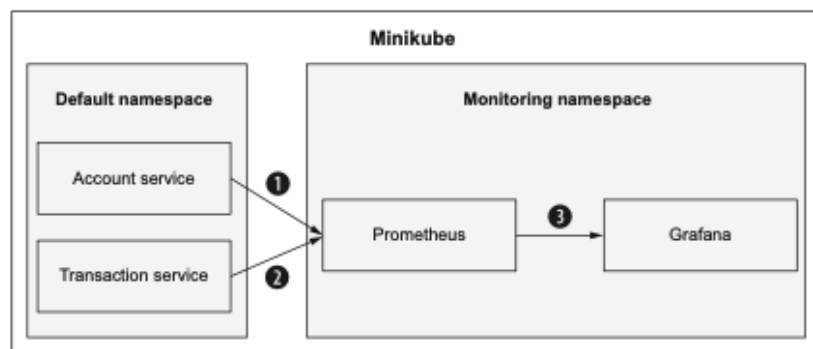 Minikube
Default namespace
Monitoring namespace
Account service
1
Prometheus
3
Grafana
Transaction service
2